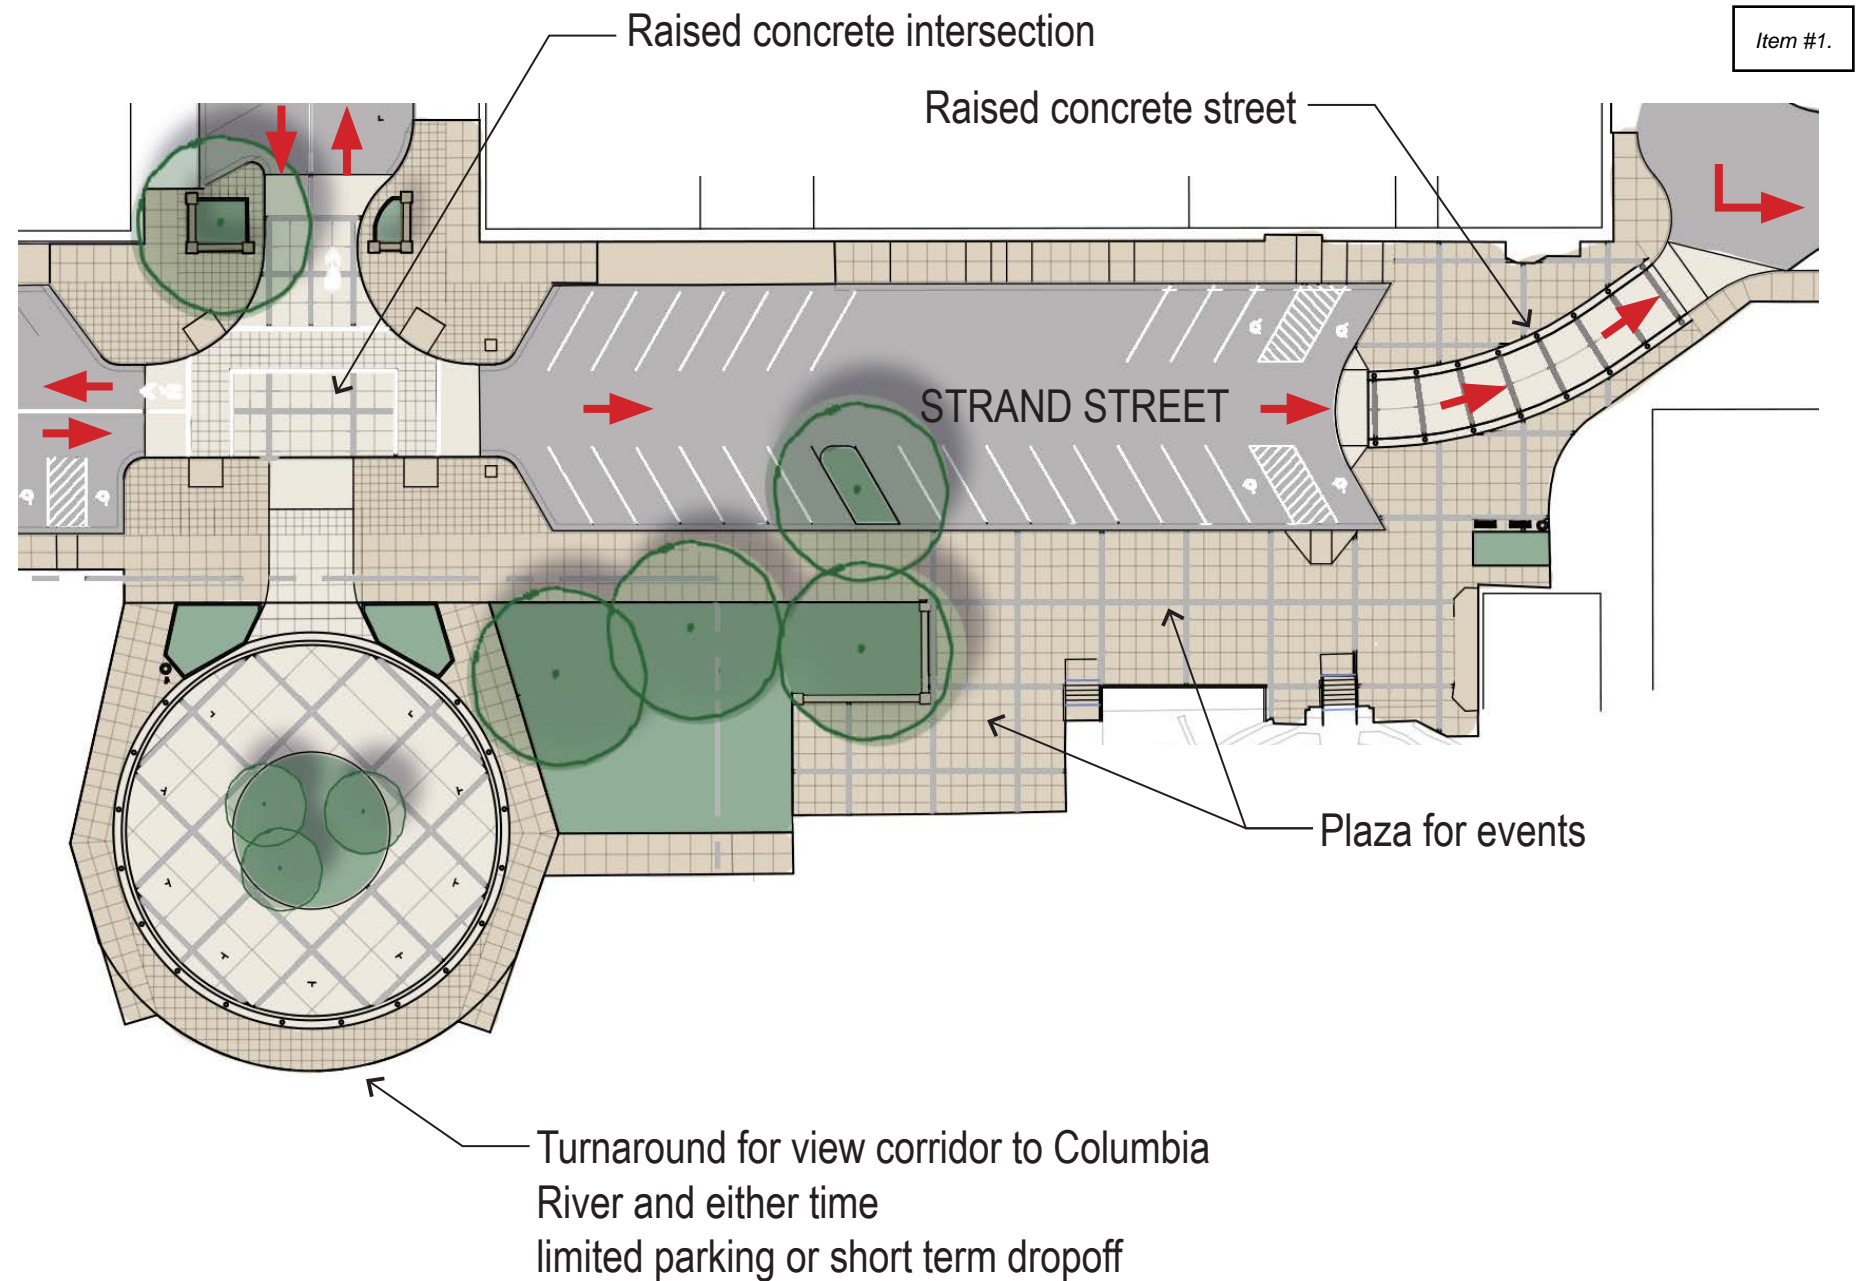 Raised concrete intersection
Item #1.
Raised concrete street
STRAND STREET
Plaza for events
Turnaround for view corridor to Columbia
River and either time
limited parking or short term dropoff